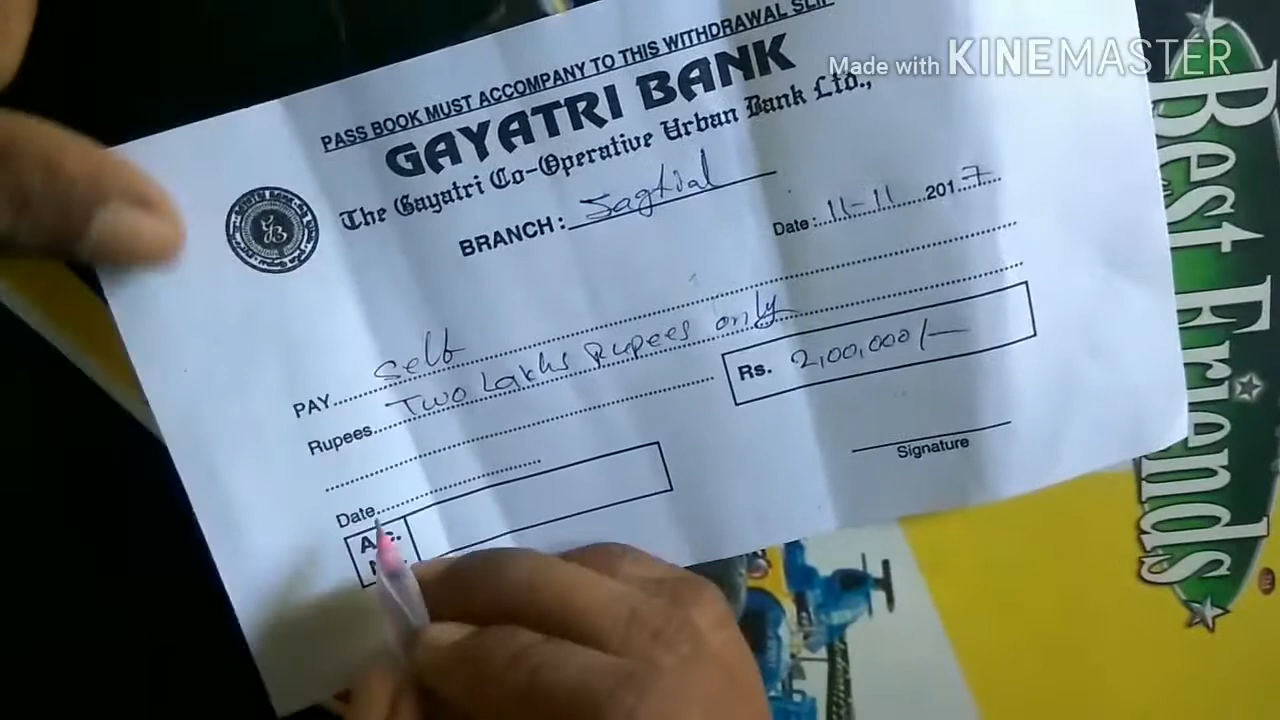 Made with KINEMASTER
PASS BOOK MUST ACCOMPANY TO THIS WITHDRAWAL SLIP
GAYATRI BANK
The Gayatri Co-Operative Urban Bank Ltd.,
BRANCH: Jagtial
Date: 11-11 2017
PAY Self
Rupees Two Lakhs Rupees only
Rs. 2,00,000/-
Signature
Date
Best Friends